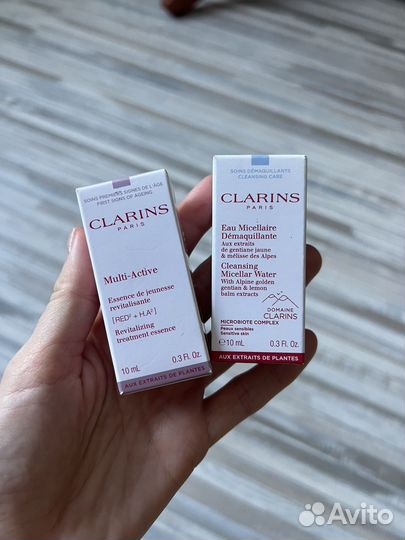 SOINS PREMIERS SIGNES DE L'ÂGE
FIRST SIGNS OF AGEING
CLARINS
PARIS
Multi-Active
Essence de jeunesse
revitalisante
[RED² + H.A²]
Revitalizing
treatment essence
10 mL 0.3 Fl. Oz.
AUX EXTRAITS DE PLANTES
SOINS DÉMAQUILLANTS
CLEANSING CARE
CLARINS
PARIS
Eau Micellaire
Démaquillante
Aux extraits
de gentiane jaune
& mélisse des Alpes
Cleansing
Micellar Water
With Alpine golden
gentian & lemon
balm extracts
DOMAINE
CLARINS
MICROBIOTE COMPLEX
Peaux sensibles
Sensitive skin
℮ 10 mL 0.3 Fl. Oz.
AUX EXTRAITS DE PLANTES
Avito